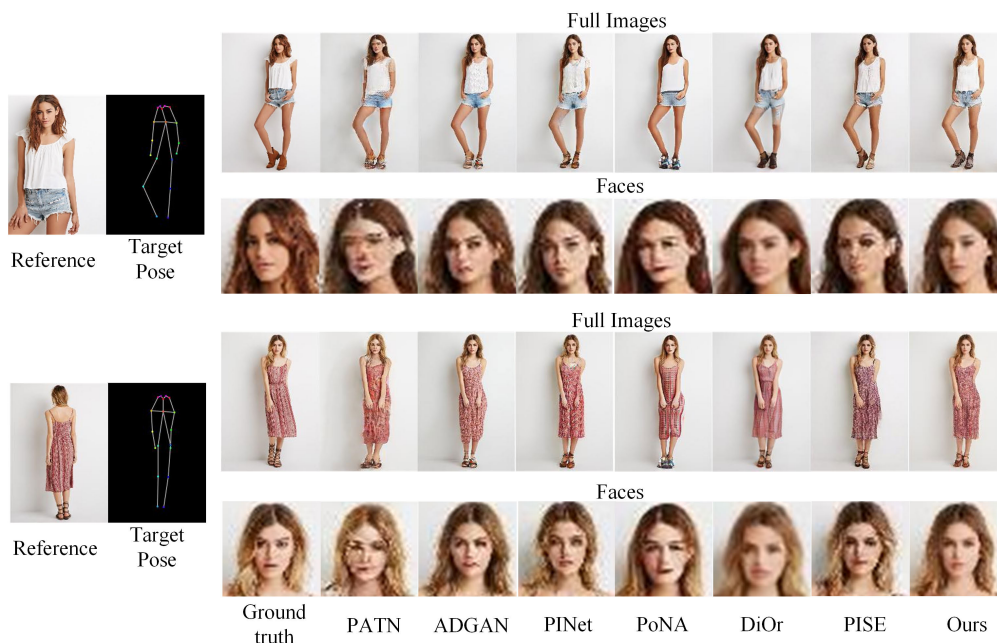 Full Images
Faces
Reference
Target
Pose
Full Images
Faces
Reference
Target
Pose
Ground
truth
PATN
ADGAN
PINet
PoNA
DiOr
PISE
Ours